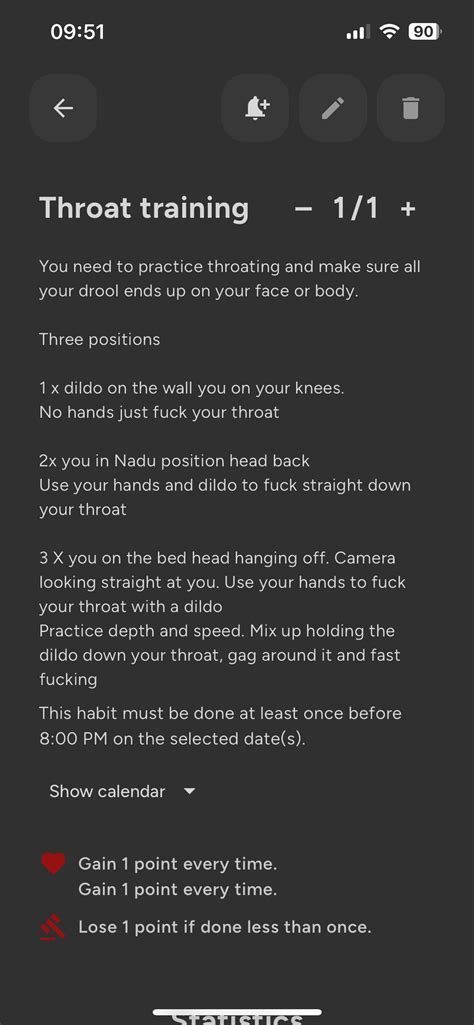 09:51
90
Throat training − 1/1 +
You need to practice throating and make sure all
your drool ends up on your face or body.
Three positions
1 x dildo on the wall you on your knees.
No hands just fuck your throat
2x you in Nadu position head back
Use your hands and dildo to fuck straight down
your throat
3 X you on the bed head hanging off. Camera
looking straight at you. Use your hands to fuck
your throat with a dildo
Practice depth and speed. Mix up holding the
dildo down your throat, gag around it and fast
fucking
This habit must be done at least once before
8:00 PM on the selected date(s).
Show calendar
Gain 1 point every time.
Gain 1 point every time.
Lose 1 point if done less than once.
Statistics